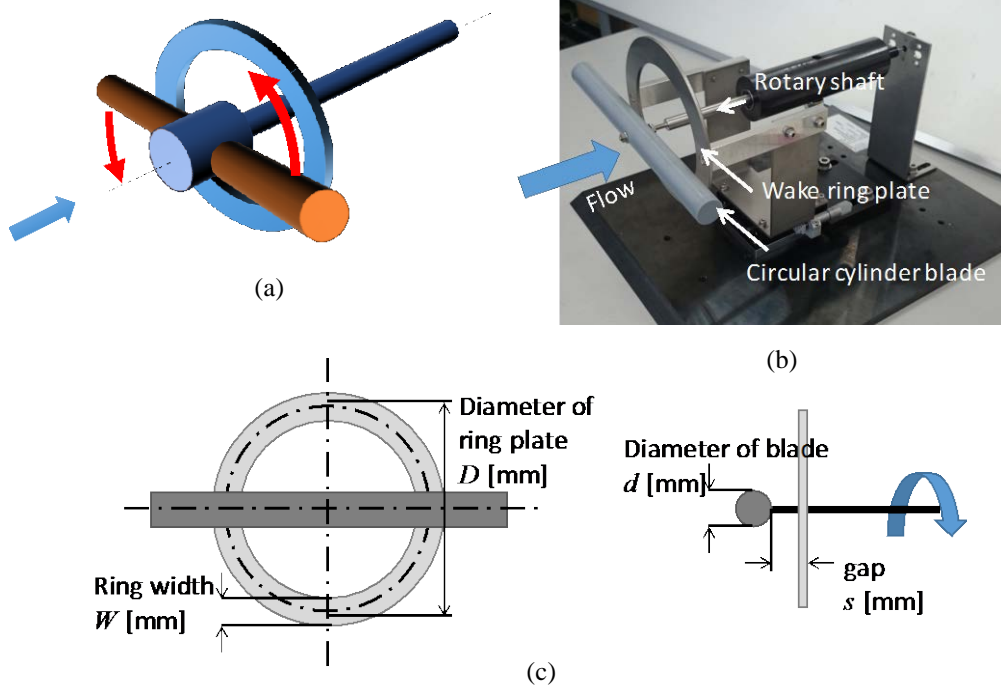 (a)
Rotary shaft
Flow
Wake ring plate
Circular cylinder blade
(b)
Diameter of
ring plate
D [mm]
Ring width
W [mm]
Diameter of blade
d [mm]
gap
s [mm]
(c)